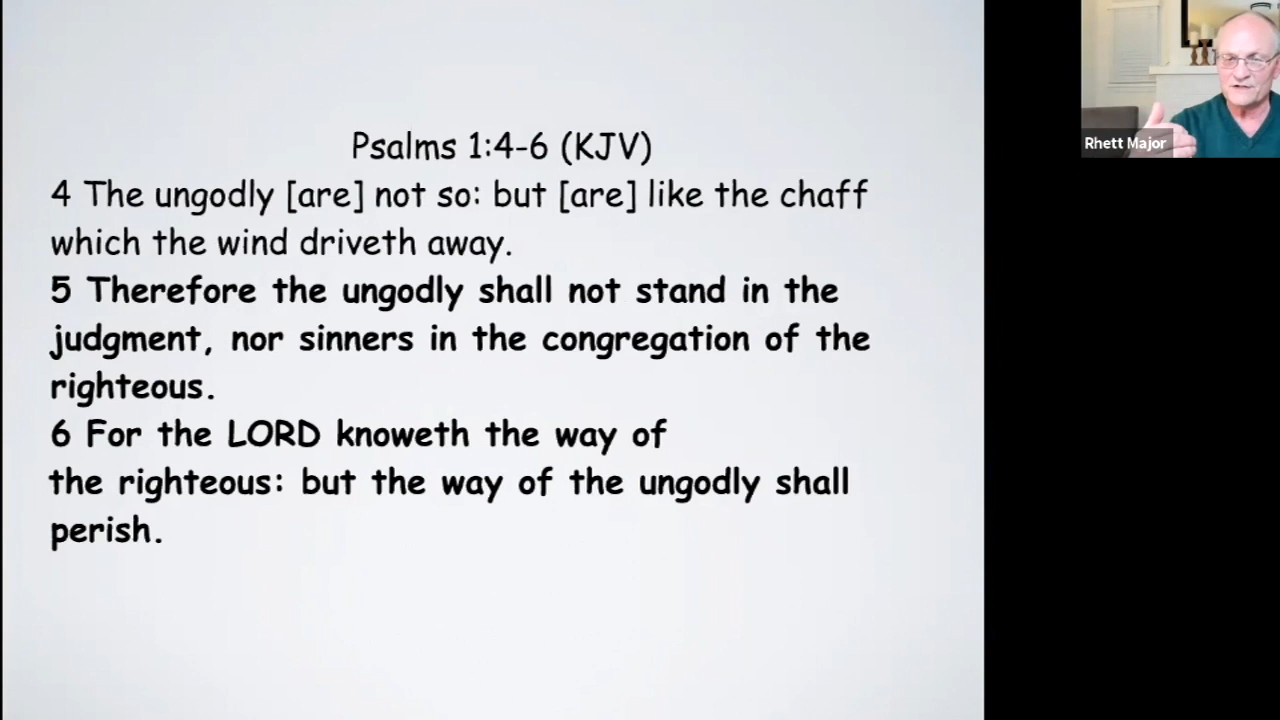 Psalms 1:4-6 (KJV)
4 The ungodly [are] not so: but [are] like the chaff
which the wind driveth away.
5 Therefore the ungodly shall not stand in the
judgment, nor sinners in the congregation of the
righteous.
6 For the LORD knoweth the way of
the righteous: but the way of the ungodly shall
perish.
Rhett Major